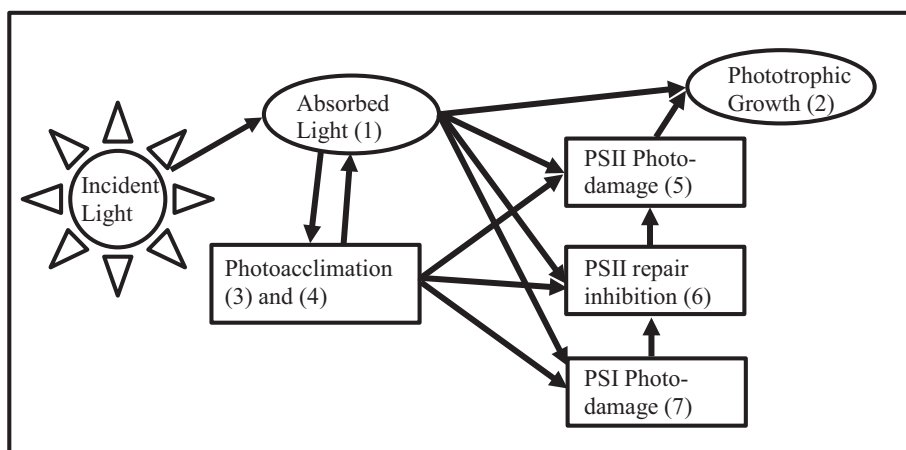 Incident
Light
Absorbed
Light (1)
Photoacclimation
(3) and (4)
Phototrophic
Growth (2)
PSII Photo-
damage (5)
PSII repair
inhibition (6)
PSI Photo-
damage (7)